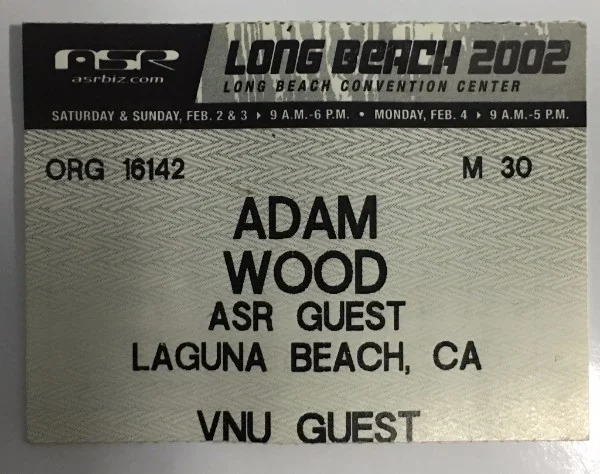 ASR
asrbiz.com
LONG BEACH 2002
LONG BEACH CONVENTION CENTER
SATURDAY & SUNDAY, FEB. 2 & 3 ▸ 9 A.M.-6 P.M. • MONDAY, FEB. 4 ▸ 9 A.M.-5 P.M.
ORG 16142 M 30
ADAM
WOOD
ASR GUEST
LAGUNA BEACH, CA
VNU GUEST